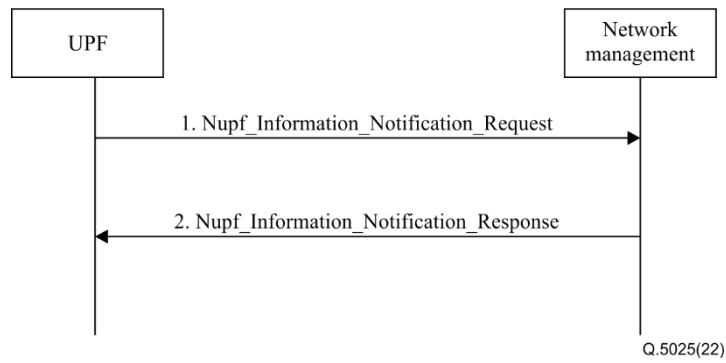 UPF
Network
management
1. Nupf_Information_Notification_Request
2. Nupf_Information_Notification_Response
Q.5025(22)